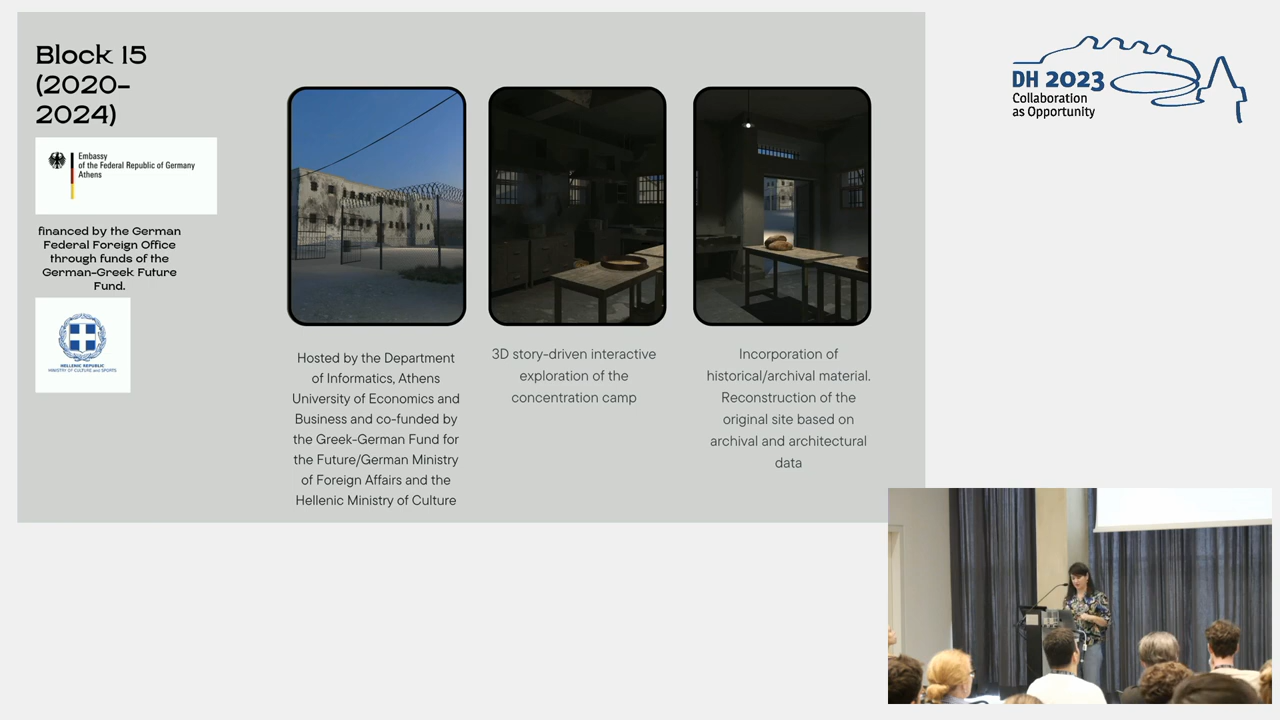 Block 15
(2020–
2024)
Embassy
of the Federal Republic of Germany
Athens
financed by the German
Federal Foreign Office
through funds of the
German-Greek Future
Fund.
HELLENIC REPUBLIC
MINISTRY OF CULTURE and SPORTS
Hosted by the Department
of Informatics, Athens
University of Economics and
Business and co-funded by
the Greek-German Fund for
the Future/German Ministry
of Foreign Affairs and the
Hellenic Ministry of Culture
3D story-driven interactive
exploration of the
concentration camp
Incorporation of
historical/archival material.
Reconstruction of the
original site based on
archival and architectural
data
DH 2023
Collaboration
as Opportunity